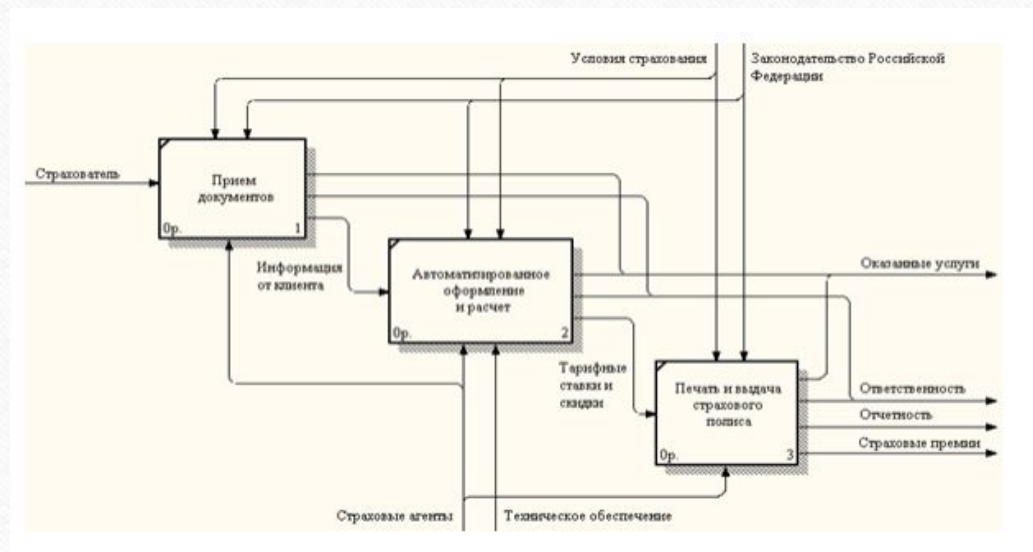 Условия страхования
Законодательство Российской
Федерации
Страхователь
Прием
документов
0р.
1
Информация
от клиента
Автоматизированное
оформление
и расчет
0р.
2
Оказанные услуги
Тарифные
ставки и
скидки
Печать и выдача
страхового
полиса
0р.
3
Ответственность
Отчетность
Страховые премии
Страховые агенты
Техническое обеспечение